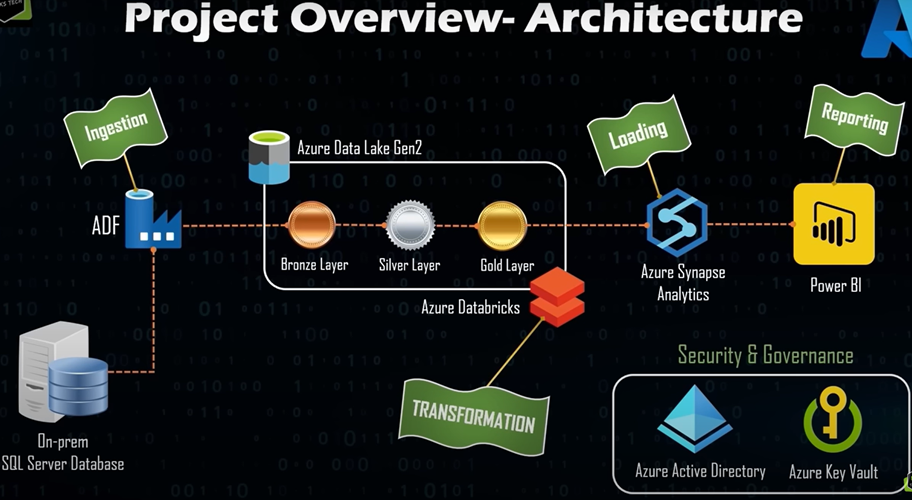 Project Overview- Architecture
Ingestion
Azure Data Lake Gen2
Loading
Reporting
ADF
Bronze Layer
Silver Layer
Gold Layer
Azure Synapse
Analytics
Power BI
Azure Databricks
TRANSFORMATION
On-prem
SQL Server Database
Security & Governance
Azure Active Directory
Azure Key Vault